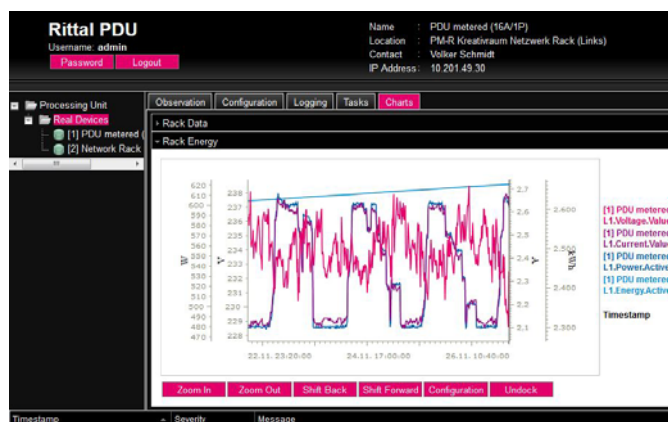 Rittal PDU
Username: admin
Password Logout
Name : PDU metered (16A/1P)
Location : PM-R Kreativraum Netzwerk Rack (Links)
Contact : Volker Schmidt
IP Address : 10.201.49.30
Processing Unit
Real Devices
[1] PDU metered (
[2] Network Rack
Observation Configuration Logging Tasks Charts
Rack Data
Rack Energy
620
610
600
590
580
570
560
550
540
530
520
510
500
490
480
470
W
238
237
236
235
234
233
232
231
230
229
228
V
2.7
2.6
2.5
2.4
2.3
2.2
2.1
2.600
2.500
2.400
2.300
kWh
22.11. 23:20:00 24.11. 17:00:00 26.11. 10:40:00
[1] PDU metered
L1.Voltage.Value
[1] PDU metered
L1.Current.Value
[1] PDU metered
L1.Power.Active
[1] PDU metered
L1.Energy.Active
Timestamp
Zoom In Zoom Out Shift Back Shift Forward Configuration Undock
Timestamp Severity Message